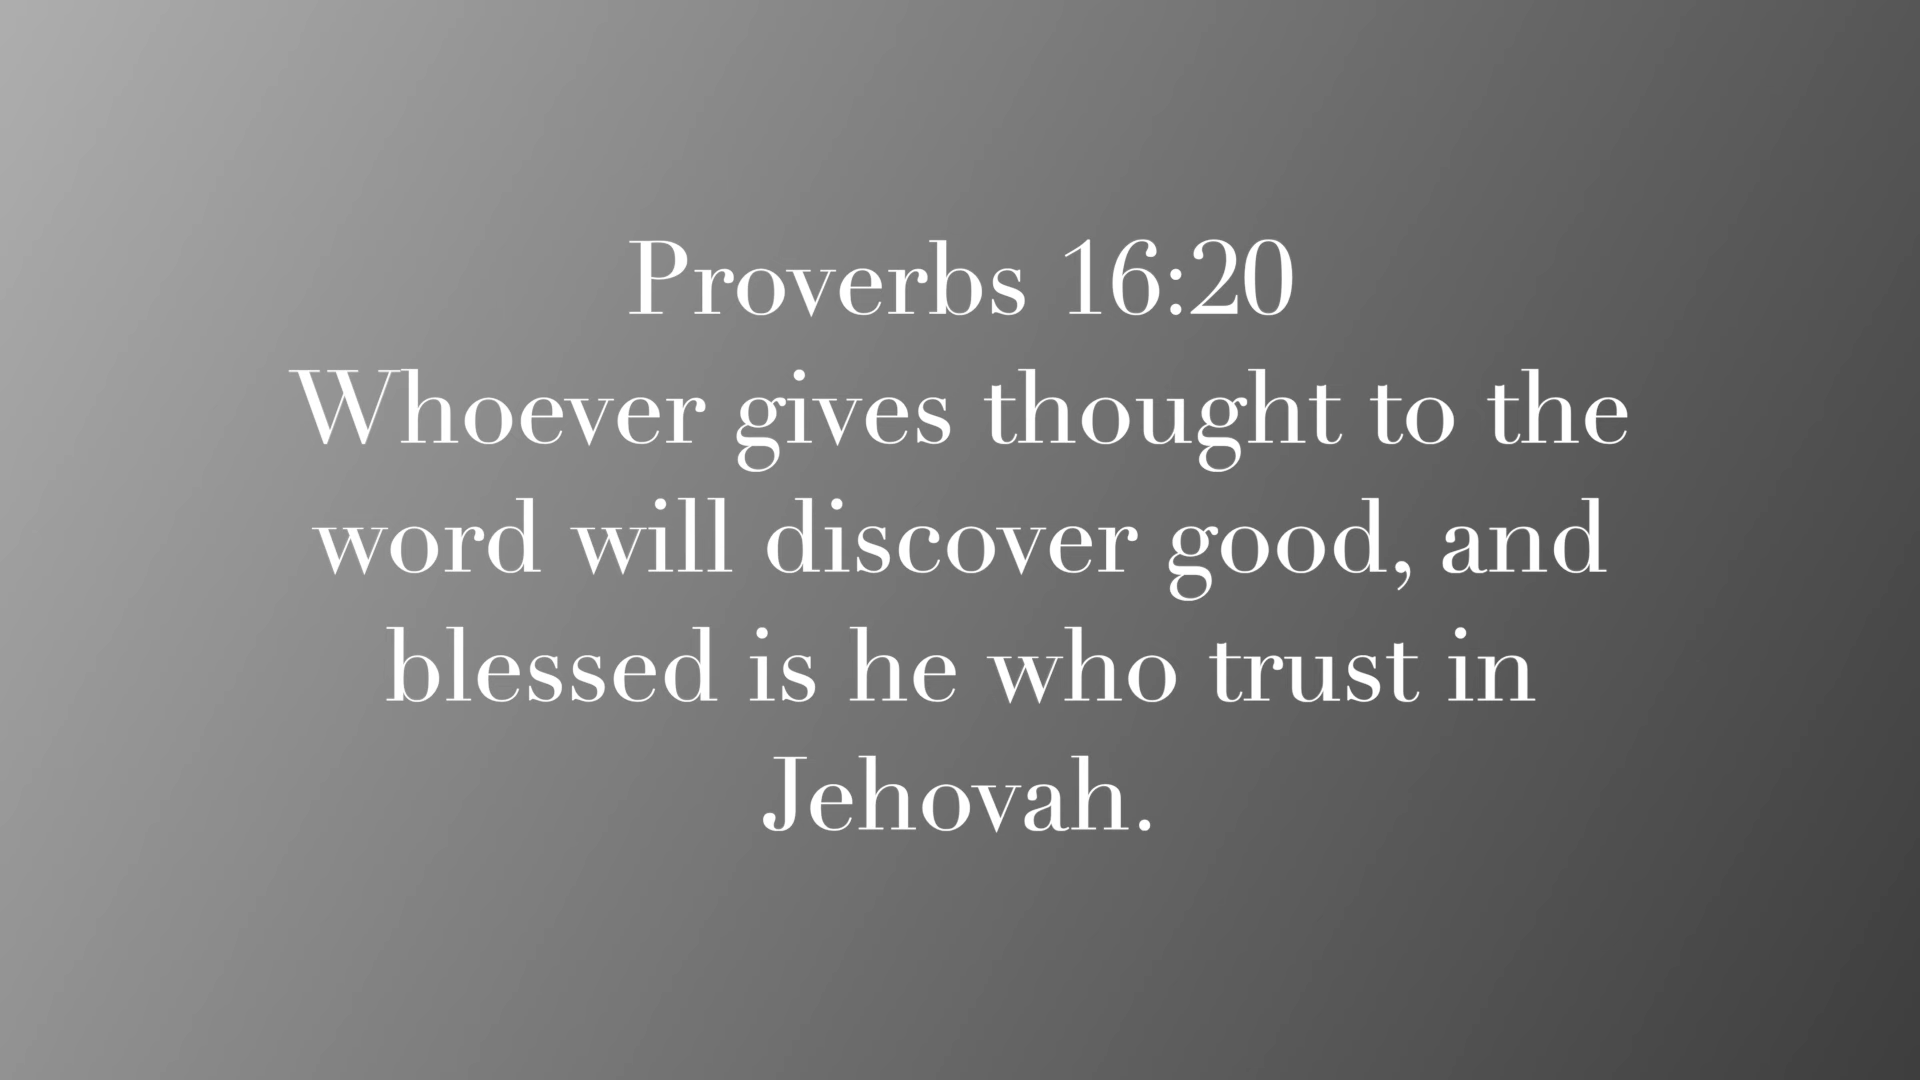 Proverbs 16:20
Whoever gives thought to the
word will discover good, and
blessed is he who trust in
Jehovah.